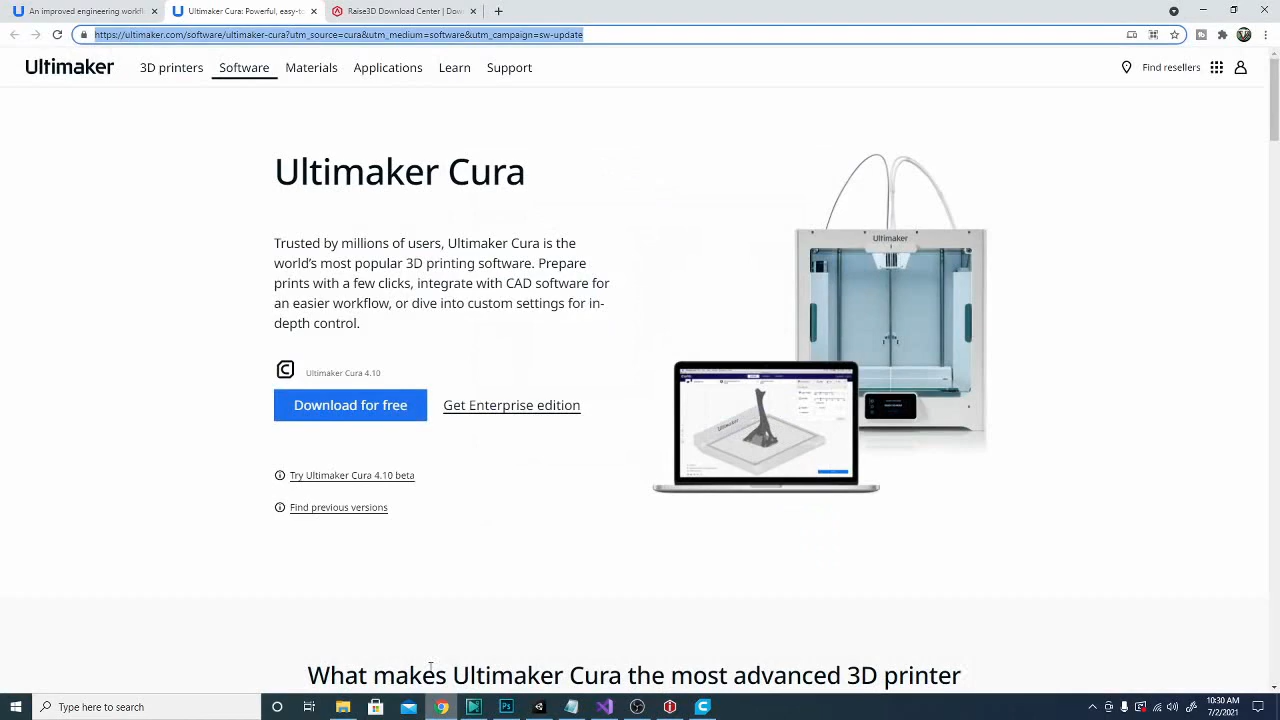 An improved engineering workfl
Ultimaker Cura: Powerful, easy-to
Raise3D Download Center | Down
https://ultimaker.com/software/ultimaker-cura?utm_source=cura&utm_medium=software&utm_campaign=sw-update
Ultimaker
3D printers
Software
Materials
Applications
Learn
Support
Find resellers
Ultimaker Cura
Trusted by millions of users, Ultimaker Cura is the
world's most popular 3D printing software. Prepare
prints with a few clicks, integrate with CAD software for
an easier workflow, or dive into custom settings for in-
depth control.
Ultimaker Cura 4.10
Download for free
Get Enterprise edition
Try Ultimaker Cura 4.10 beta
Find previous versions
Ultimaker
What makes Ultimaker Cura the most advanced 3D printer
Type here to search
10:30 AM
7/2/2021